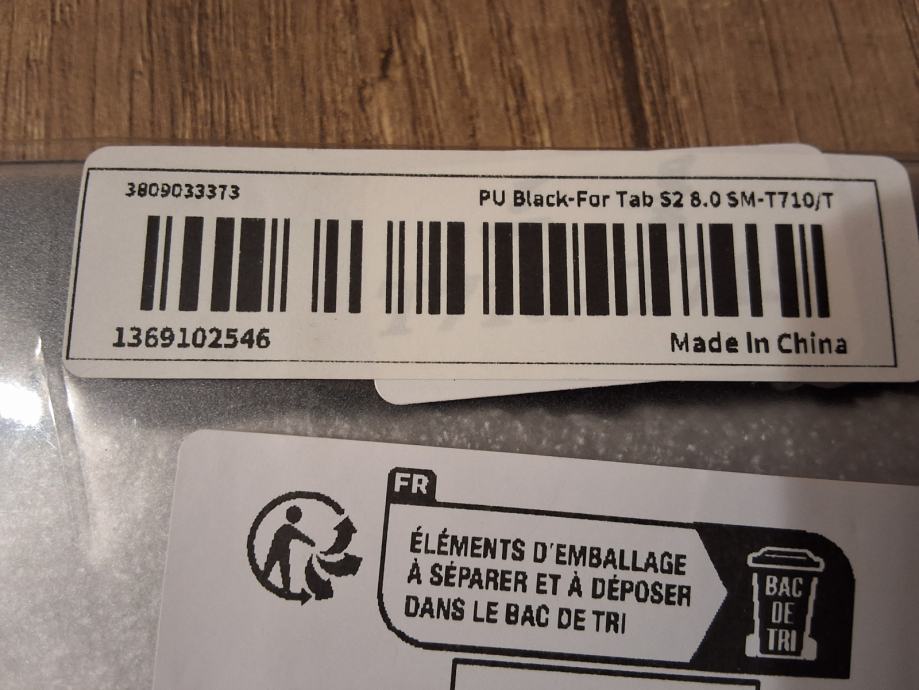 3809033373
PU Black-For Tab S2 8.0 SM-T710/T
1369102546
Made In China
FR
ÉLÉMENTS D'EMBALLAGE
À SÉPARER ET À DÉPOSER
DANS LE BAC DE TRI
BAC
DE
TRI